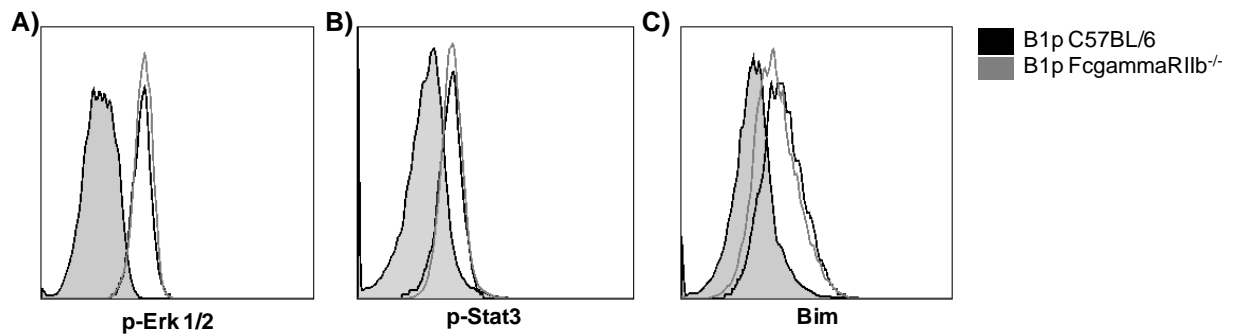 A)
B)
C)
B1p C57BL/6
B1p FcgammaRIIb-/-
p-Erk 1/2
p-Stat3
Bim